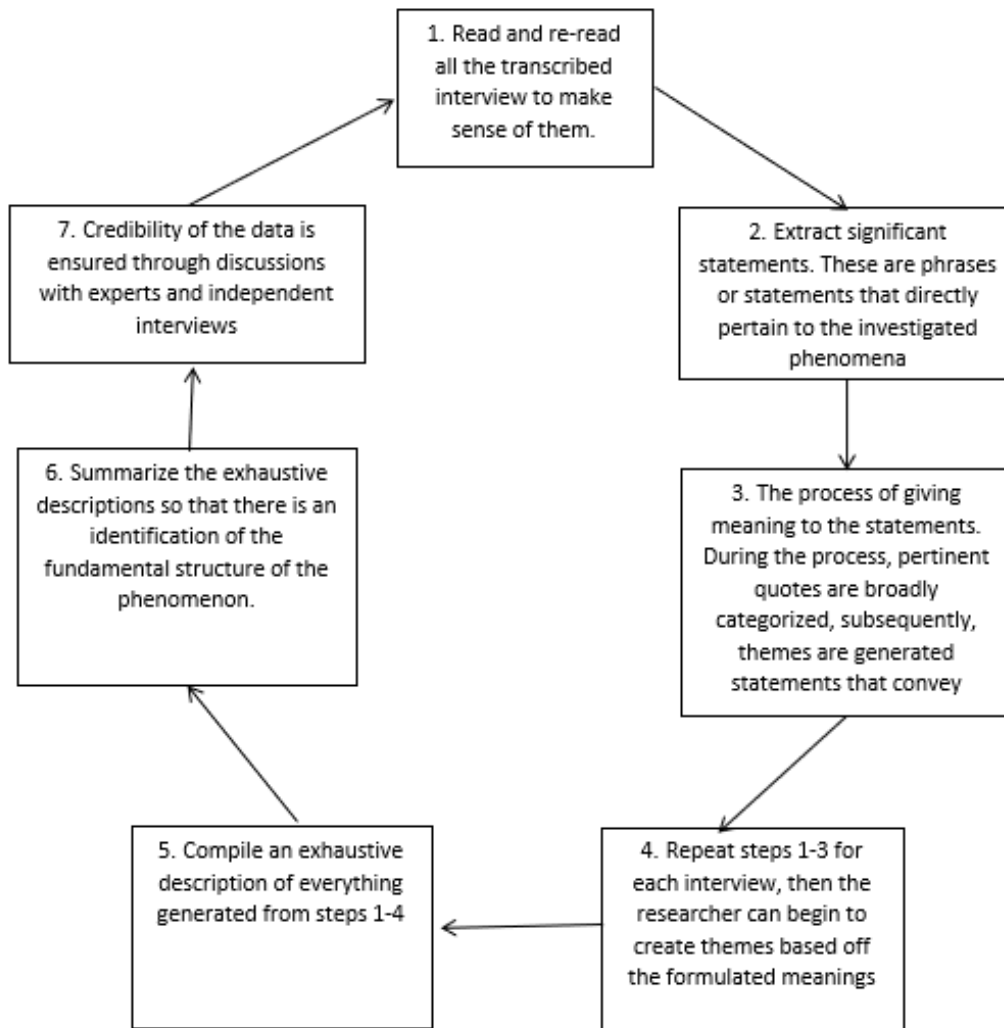 1. Read and re-read
all the transcribed
interview to make
sense of them.
2. Extract significant
statements. These are phrases
or statements that directly
pertain to the investigated
phenomena
3. The process of giving
meaning to the statements.
During the process, pertinent
quotes are broadly
categorized, subsequently,
themes are generated
statements that convey
4. Repeat steps 1-3 for
each interview, then the
researcher can begin to
create themes based off
the formulated meanings
5. Compile an exhaustive
description of everything
generated from steps 1-4
6. Summarize the exhaustive
descriptions so that there is an
identification of the
fundamental structure of the
phenomenon.
7. Credibility of the data is
ensured through discussions
with experts and independent
interviews